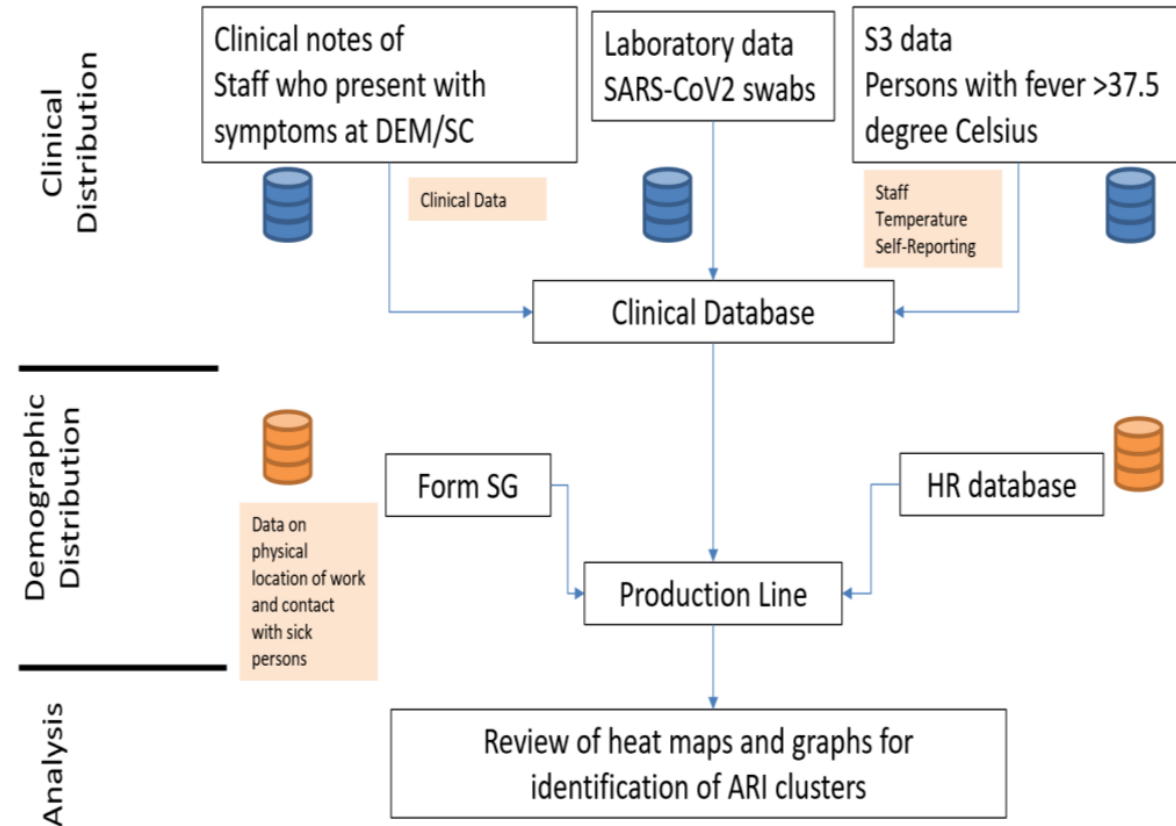 Clinical
Distribution
Clinical notes of
Staff who present with
symptoms at DEM/SC
Laboratory data
SARS-CoV2 swabs
S3 data
Persons with fever >37.5
degree Celsius
Clinical Data
Staff
Temperature
Self-Reporting
Clinical Database
Demographic
Distribution
Form SG
HR database
Data on
physical
location of work
and contact
with sick
persons
Production Line
Analysis
Review of heat maps and graphs for
identification of ARI clusters